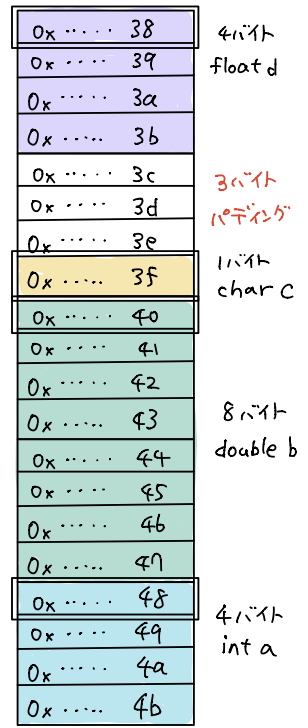 0x ..... 38
4バイト
float d
0x ..... 39
0x ..... 3a
0x ..... 3b
0x ..... 3c
3バイト
パディング
0x ..... 3d
0x ..... 3e
0x ..... 3f
1バイト
char c
0x ..... 40
0x ..... 41
0x ..... 42
0x ..... 43
8バイト
double b
0x ..... 44
0x ..... 45
0x ..... 46
0x ..... 47
0x ..... 48
4バイト
int a
0x ..... 49
0x ..... 4a
0x ..... 4b